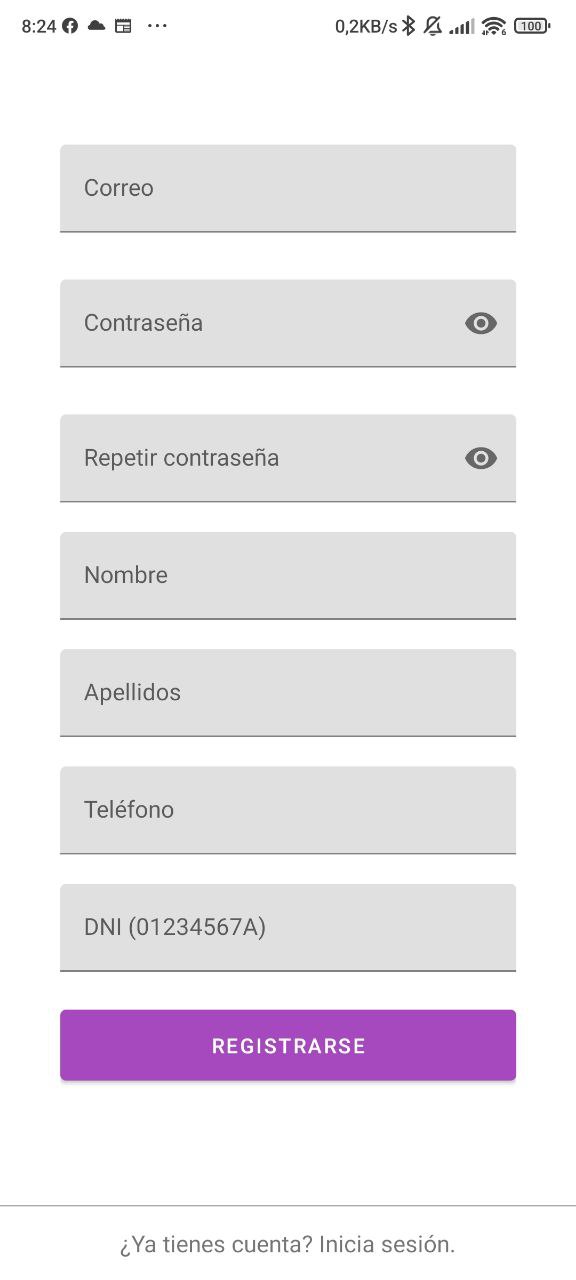 8:24 ... 0,2KB/s 100
Correo
Contraseña
Repetir contraseña
Nombre
Apellidos
Teléfono
DNI (01234567A)
REGISTRARSE
¿Ya tienes cuenta? Inicia sesión.